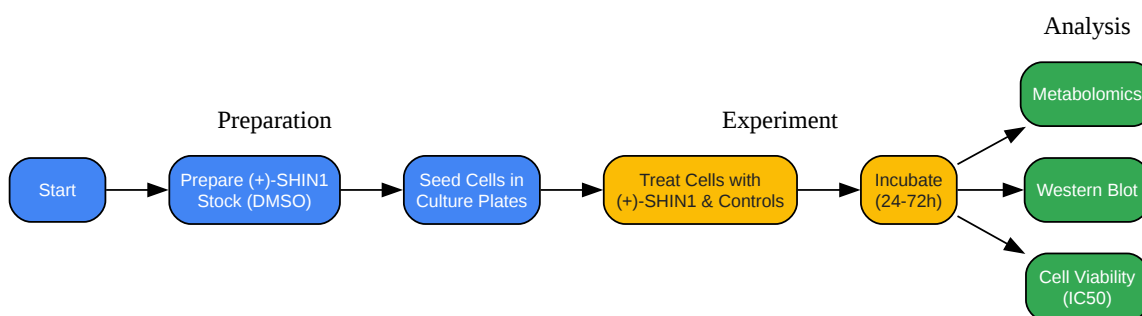 Analysis
Metabolomics
Preparation
Experiment
Start
Prepare (+)-SHIN1
Stock (DMSO)
Seed Cells in
Culture Plates
Treat Cells with
(+)-SHIN1 & Controls
Incubate
(24-72h)
Western Blot
Cell Viability
(IC50)